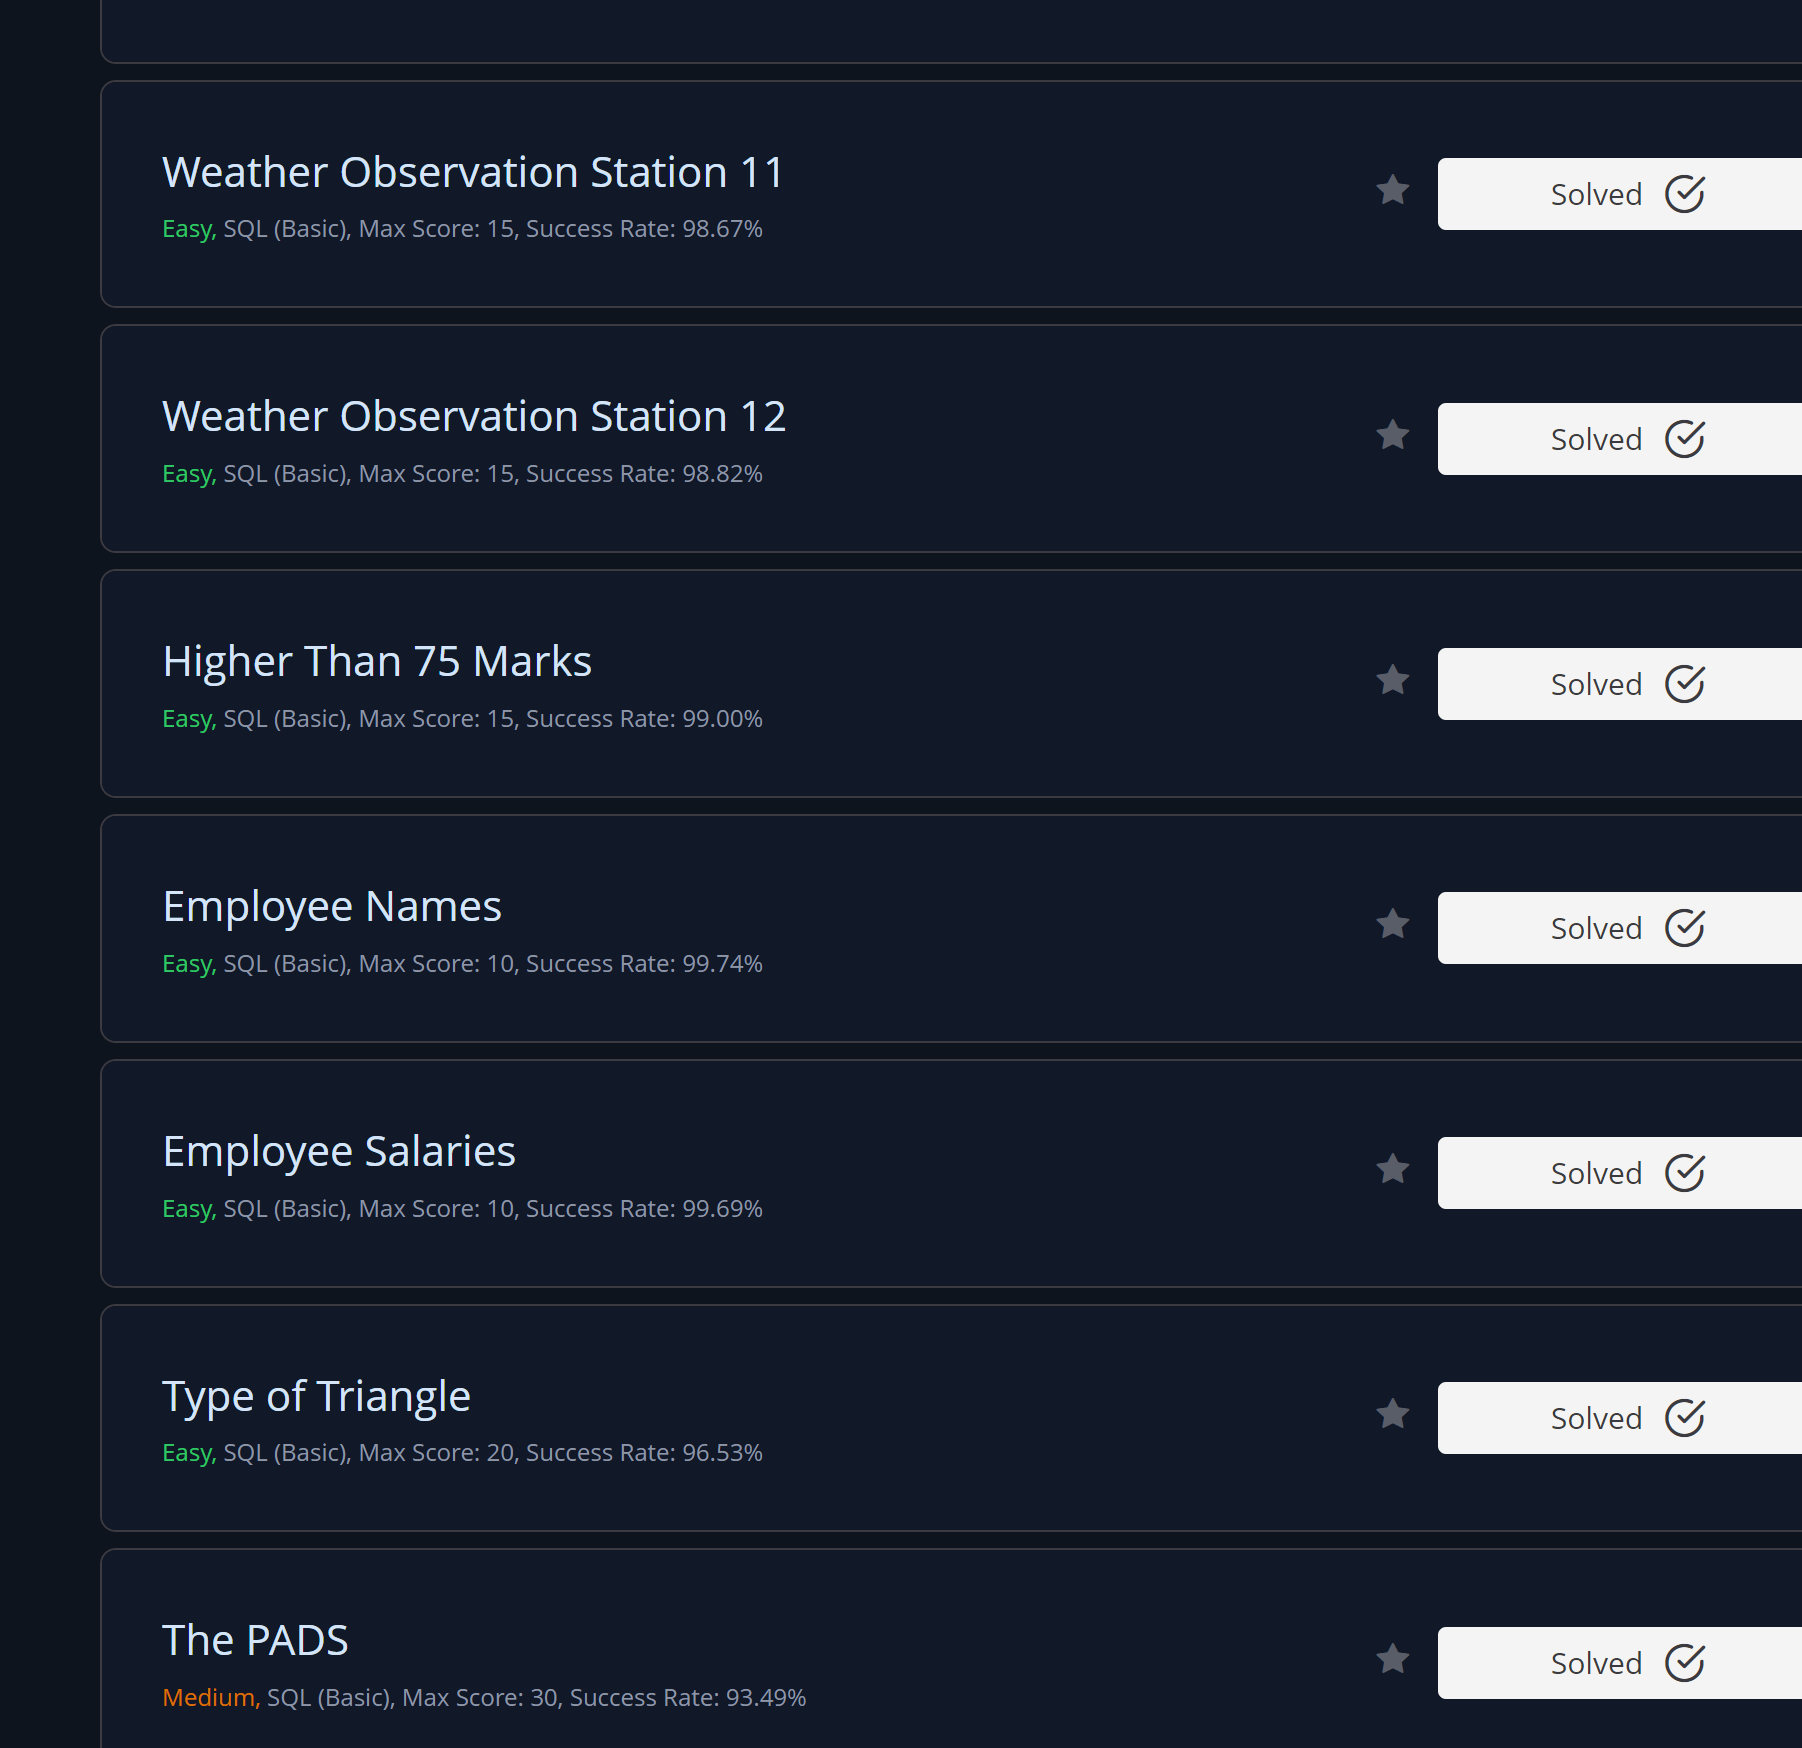 Weather Observation Station 11
Easy, SQL (Basic), Max Score: 15, Success Rate: 98.67%
Solved
Weather Observation Station 12
Easy, SQL (Basic), Max Score: 15, Success Rate: 98.82%
Solved
Higher Than 75 Marks
Easy, SQL (Basic), Max Score: 15, Success Rate: 99.00%
Solved
Employee Names
Easy, SQL (Basic), Max Score: 10, Success Rate: 99.74%
Solved
Employee Salaries
Easy, SQL (Basic), Max Score: 10, Success Rate: 99.69%
Solved
Type of Triangle
Easy, SQL (Basic), Max Score: 20, Success Rate: 96.53%
Solved
The PADS
Medium, SQL (Basic), Max Score: 30, Success Rate: 93.49%
Solved